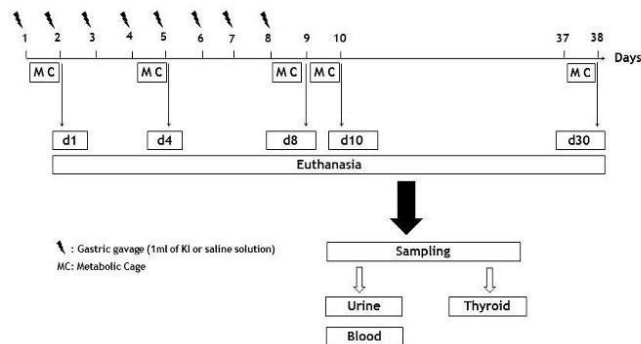 1 2 3 4 5 6 7 8 9 10 37 38
Days
M C M C M C M C M C
d1 d4 d8 d10 d30
Euthanasia
: Gastric gavage (1ml of KI or saline solution)
MC: Metabolic Cage
Sampling
Urine Thyroid
Blood